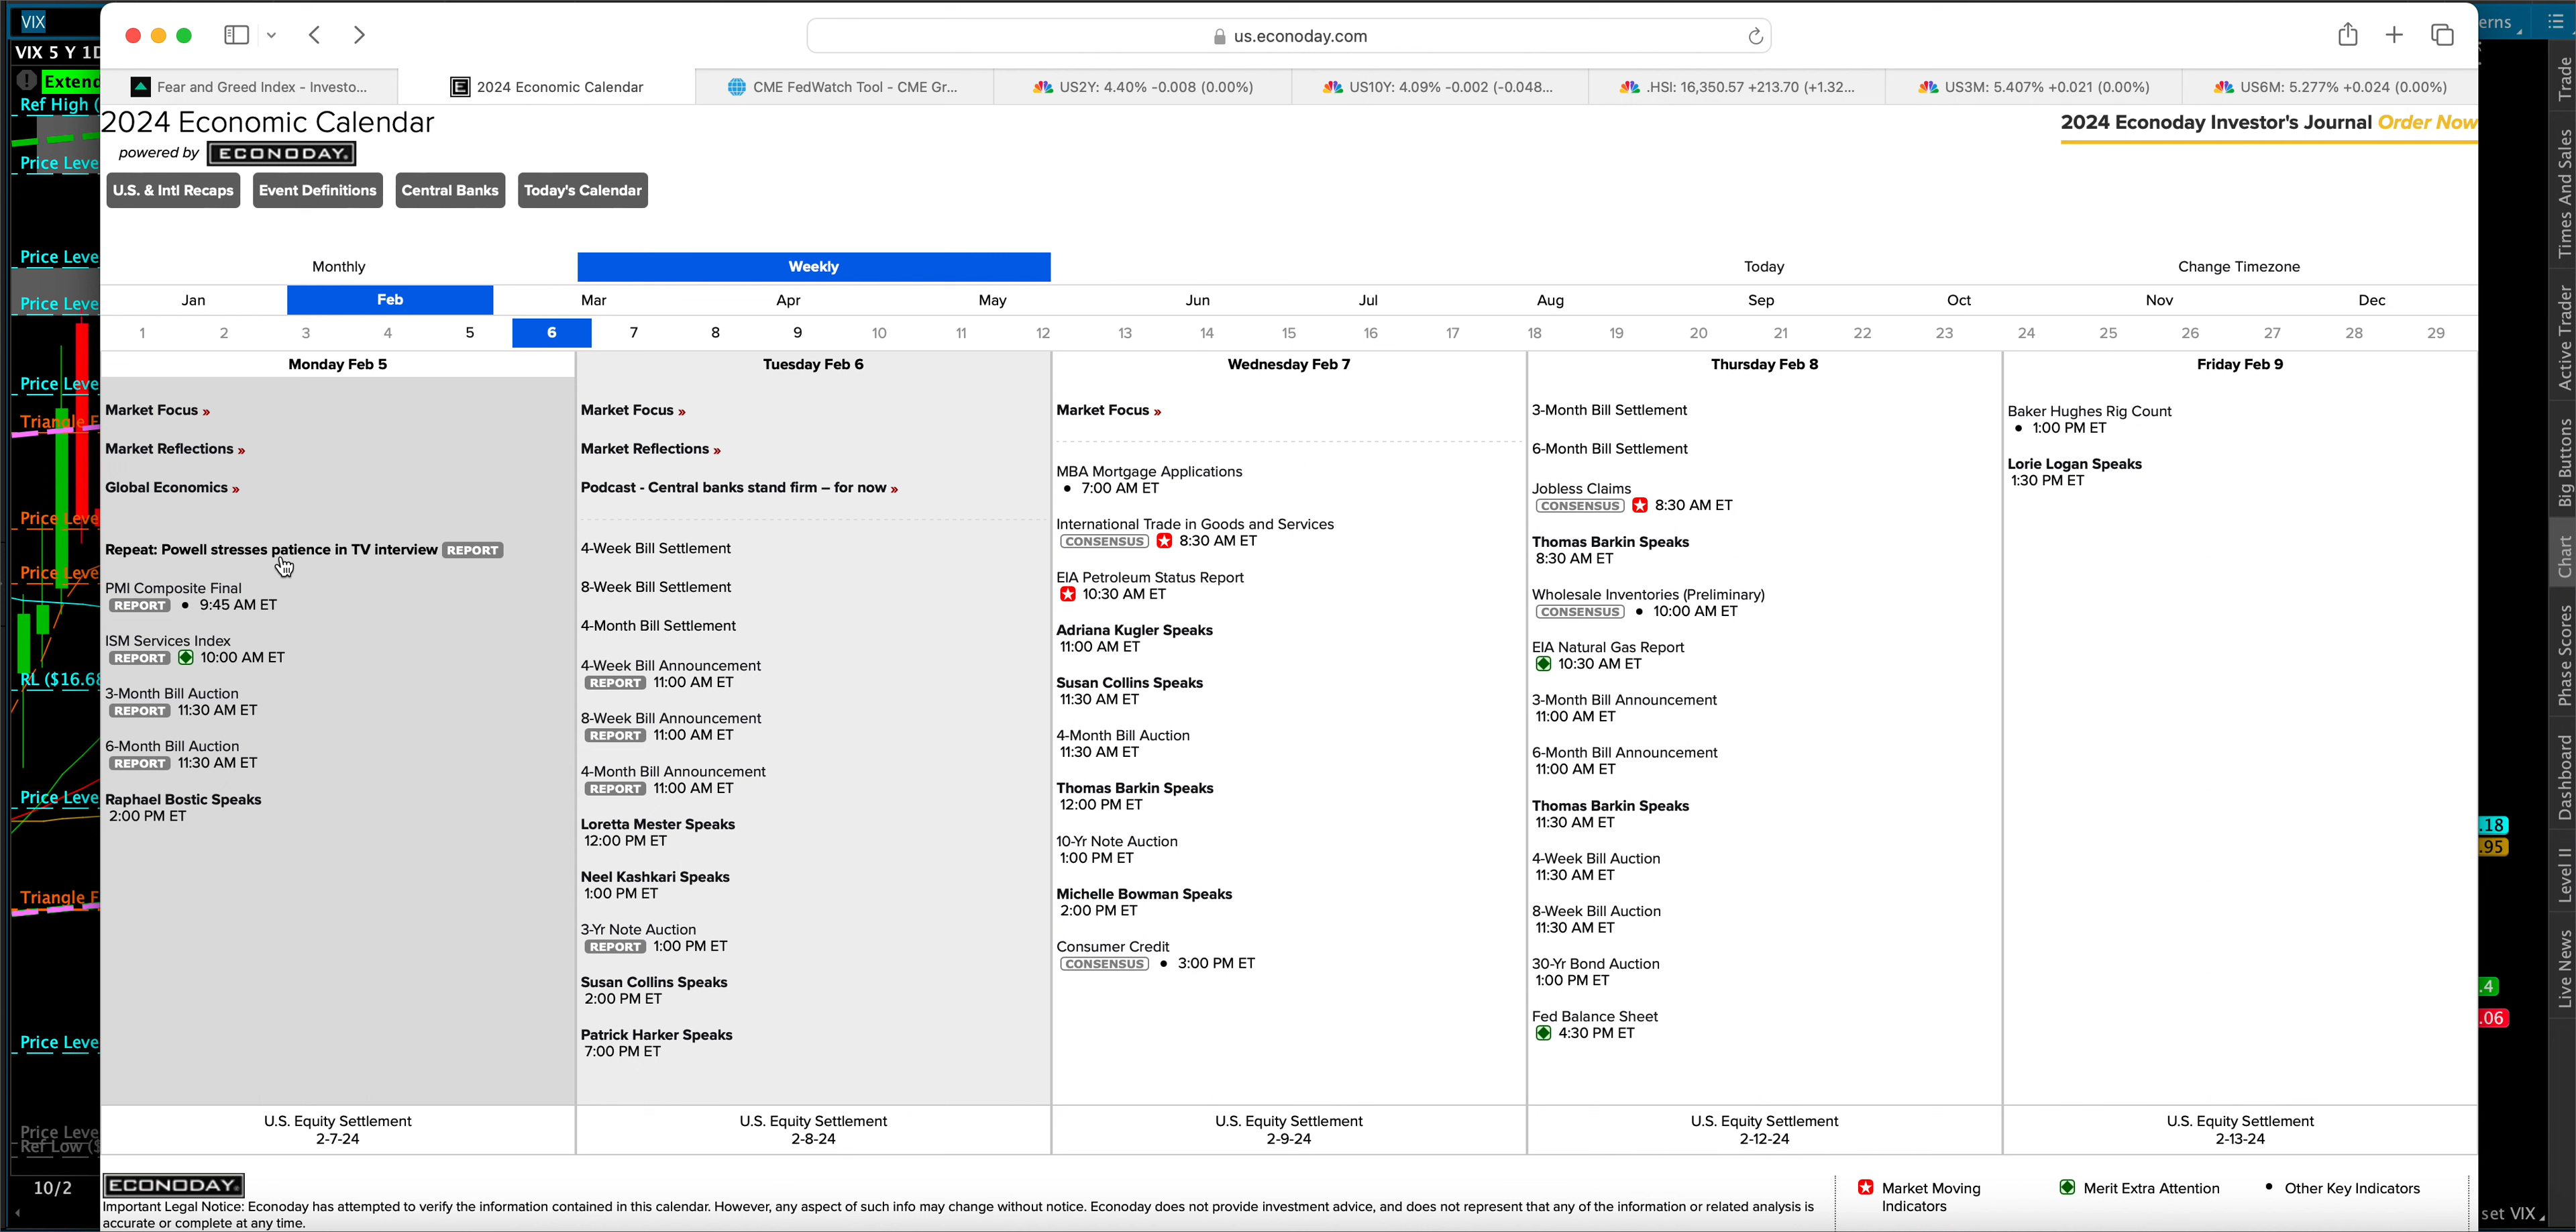 VIX
VIX 5 Y 1D
Extend
Ref High (
Price Leve
Price Leve
Price Leve
Price Leve
Triangle F
Price Leve
Price Leve
RL ($16.68
Price Leve
Triangle F
Price Leve
Price Leve
Ref Low ($
10/2
us.econoday.com
Fear and Greed Index - Investo...
2024 Economic Calendar
CME FedWatch Tool - CME Gr...
US2Y: 4.40% -0.008 (0.00%)
US10Y: 4.09% -0.002 (-0.048...
.HSI: 16,350.57 +213.70 (+1.32...
US3M: 5.407% +0.021 (0.00%)
US6M: 5.277% +0.024 (0.00%)
2024 Economic Calendar
powered by ECONODAY.
2024 Econoday Investor's Journal Order Now
U.S. & Intl Recaps
Event Definitions
Central Banks
Today's Calendar
Monthly Weekly Today Change Timezone
Jan Feb Mar Apr May Jun Jul Aug Sep Oct Nov Dec
1 2 3 4 5 6 7 8 9 10 11 12 13 14 15 16 17 18 19 20 21 22 23 24 25 26 27 28 29
Monday Feb 5
Market Focus »
Market Reflections »
Global Economics »
Repeat: Powell stresses patience in TV interview REPORT
PMI Composite Final
REPORT • 9:45 AM ET
ISM Services Index
REPORT 10:00 AM ET
3-Month Bill Auction
REPORT 11:30 AM ET
6-Month Bill Auction
REPORT 11:30 AM ET
Raphael Bostic Speaks
2:00 PM ET
U.S. Equity Settlement
2-7-24
Tuesday Feb 6
Market Focus »
Market Reflections »
Podcast - Central banks stand firm – for now »
4-Week Bill Settlement
8-Week Bill Settlement
4-Month Bill Settlement
4-Week Bill Announcement
REPORT 11:00 AM ET
8-Week Bill Announcement
REPORT 11:00 AM ET
4-Month Bill Announcement
REPORT 11:00 AM ET
Loretta Mester Speaks
12:00 PM ET
Neel Kashkari Speaks
1:00 PM ET
3-Yr Note Auction
REPORT 1:00 PM ET
Susan Collins Speaks
2:00 PM ET
Patrick Harker Speaks
7:00 PM ET
U.S. Equity Settlement
2-8-24
Wednesday Feb 7
Market Focus »
MBA Mortgage Applications
• 7:00 AM ET
International Trade in Goods and Services
CONSENSUS 8:30 AM ET
EIA Petroleum Status Report
10:30 AM ET
Adriana Kugler Speaks
11:00 AM ET
Susan Collins Speaks
11:30 AM ET
4-Month Bill Auction
11:30 AM ET
Thomas Barkin Speaks
12:00 PM ET
10-Yr Note Auction
1:00 PM ET
Michelle Bowman Speaks
2:00 PM ET
Consumer Credit
CONSENSUS • 3:00 PM ET
U.S. Equity Settlement
2-9-24
Thursday Feb 8
3-Month Bill Settlement
6-Month Bill Settlement
Jobless Claims
CONSENSUS 8:30 AM ET
Thomas Barkin Speaks
8:30 AM ET
Wholesale Inventories (Preliminary)
CONSENSUS • 10:00 AM ET
EIA Natural Gas Report
10:30 AM ET
3-Month Bill Announcement
11:00 AM ET
6-Month Bill Announcement
11:00 AM ET
Thomas Barkin Speaks
11:30 AM ET
4-Week Bill Auction
11:30 AM ET
8-Week Bill Auction
11:30 AM ET
30-Yr Bond Auction
1:00 PM ET
Fed Balance Sheet
4:30 PM ET
U.S. Equity Settlement
2-12-24
Friday Feb 9
Baker Hughes Rig Count
• 1:00 PM ET
Lorie Logan Speaks
1:30 PM ET
U.S. Equity Settlement
2-13-24
ECONODAY.
Important Legal Notice: Econoday has attempted to verify the information contained in this calendar. However, any aspect of such info may change without notice. Econoday does not provide investment advice, and does not represent that any of the information or related analysis is
accurate or complete at any time.
Market Moving
Indicators
Merit Extra Attention
• Other Key Indicators
erns
.18
.95
.4
.06
set VIX
Trade
Times And Sales
Active Trader
Big Buttons
Chart
Phase Scores
Dashboard
Level II
Live News